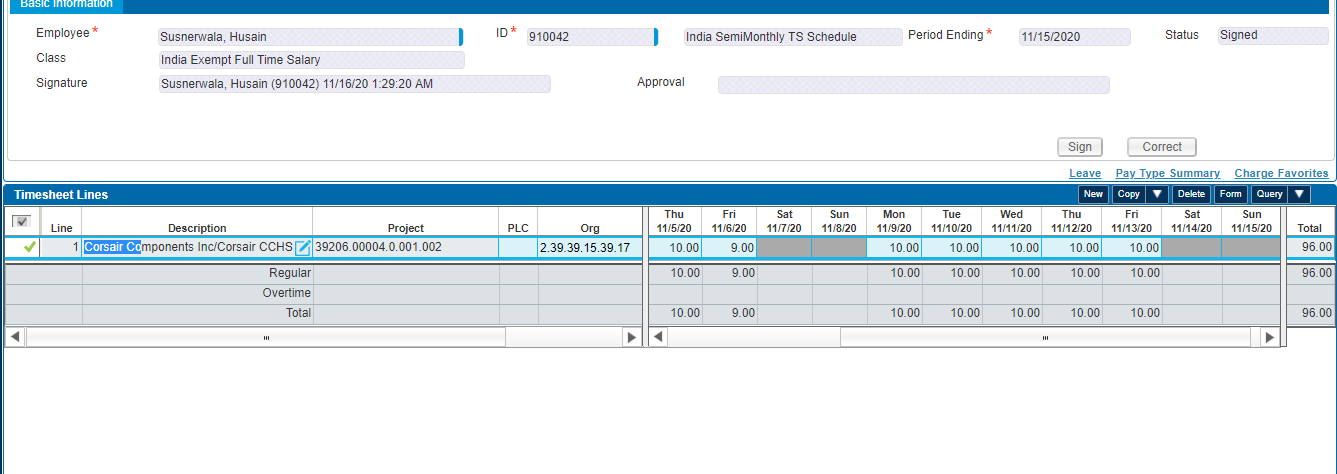 Basic Information
Employee* Susnerwala, Husain ID* 910042 India SemiMonthly TS Schedule Period Ending* 11/15/2020 Status Signed
Class India Exempt Full Time Salary
Signature Susnerwala, Husain (910042) 11/16/20 1:29:20 AM Approval
Sign Correct
Leave Pay Type Summary Charge Favorites
Timesheet Lines New Copy Delete Form Query
Thu Fri Sat Sun Mon Tue Wed Thu Fri Sat Sun
Line Description Project PLC Org 11/5/20 11/6/20 11/7/20 11/8/20 11/9/20 11/10/20 11/11/20 11/12/20 11/13/20 11/14/20 11/15/20 Total
1 Corsair Components Inc/Corsair CCHS 39206.00004.0.001.002 2.39.39.15.39.17 10.00 9.00 10.00 10.00 10.00 10.00 10.00 96.00
Regular 10.00 9.00 10.00 10.00 10.00 10.00 10.00 96.00
Overtime
Total 10.00 9.00 10.00 10.00 10.00 10.00 10.00 96.00